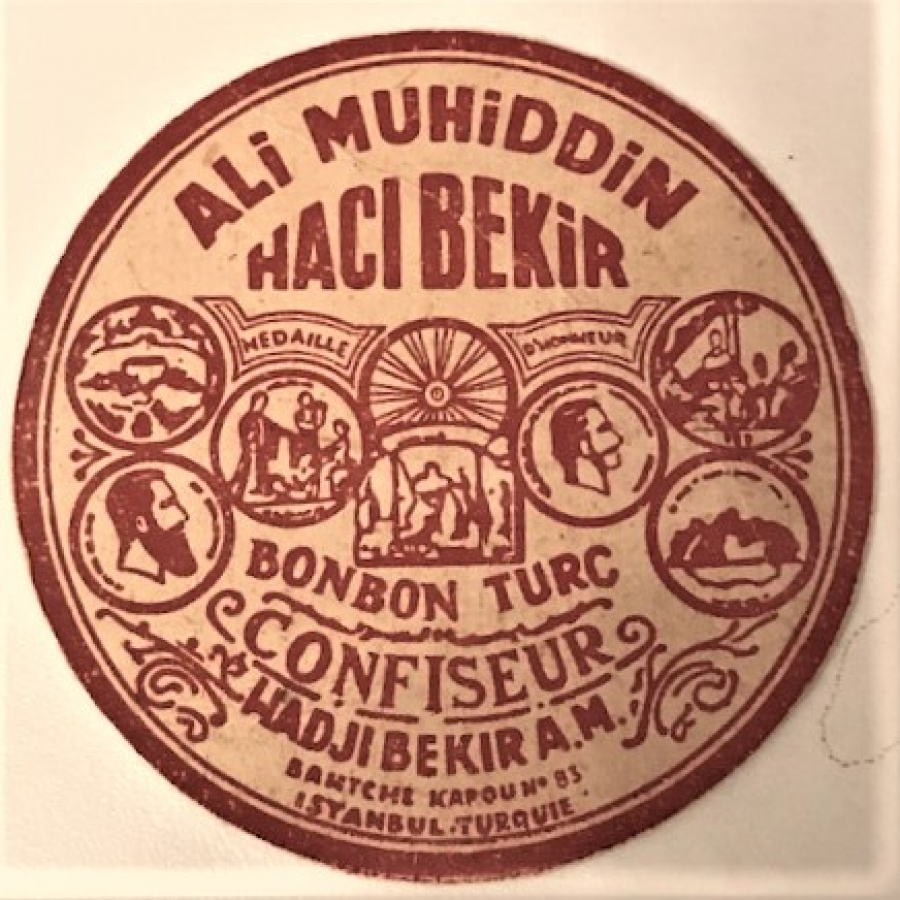 ALi MUHiDDiN
HACI BEKiR
MEDAILLE D'HONNEUR
BONBON TURC
CONFISEUR
HADJI BEKIR A.M.
BAHTCHE KAPOU Nº 83
ISTANBUL.TURQUIE